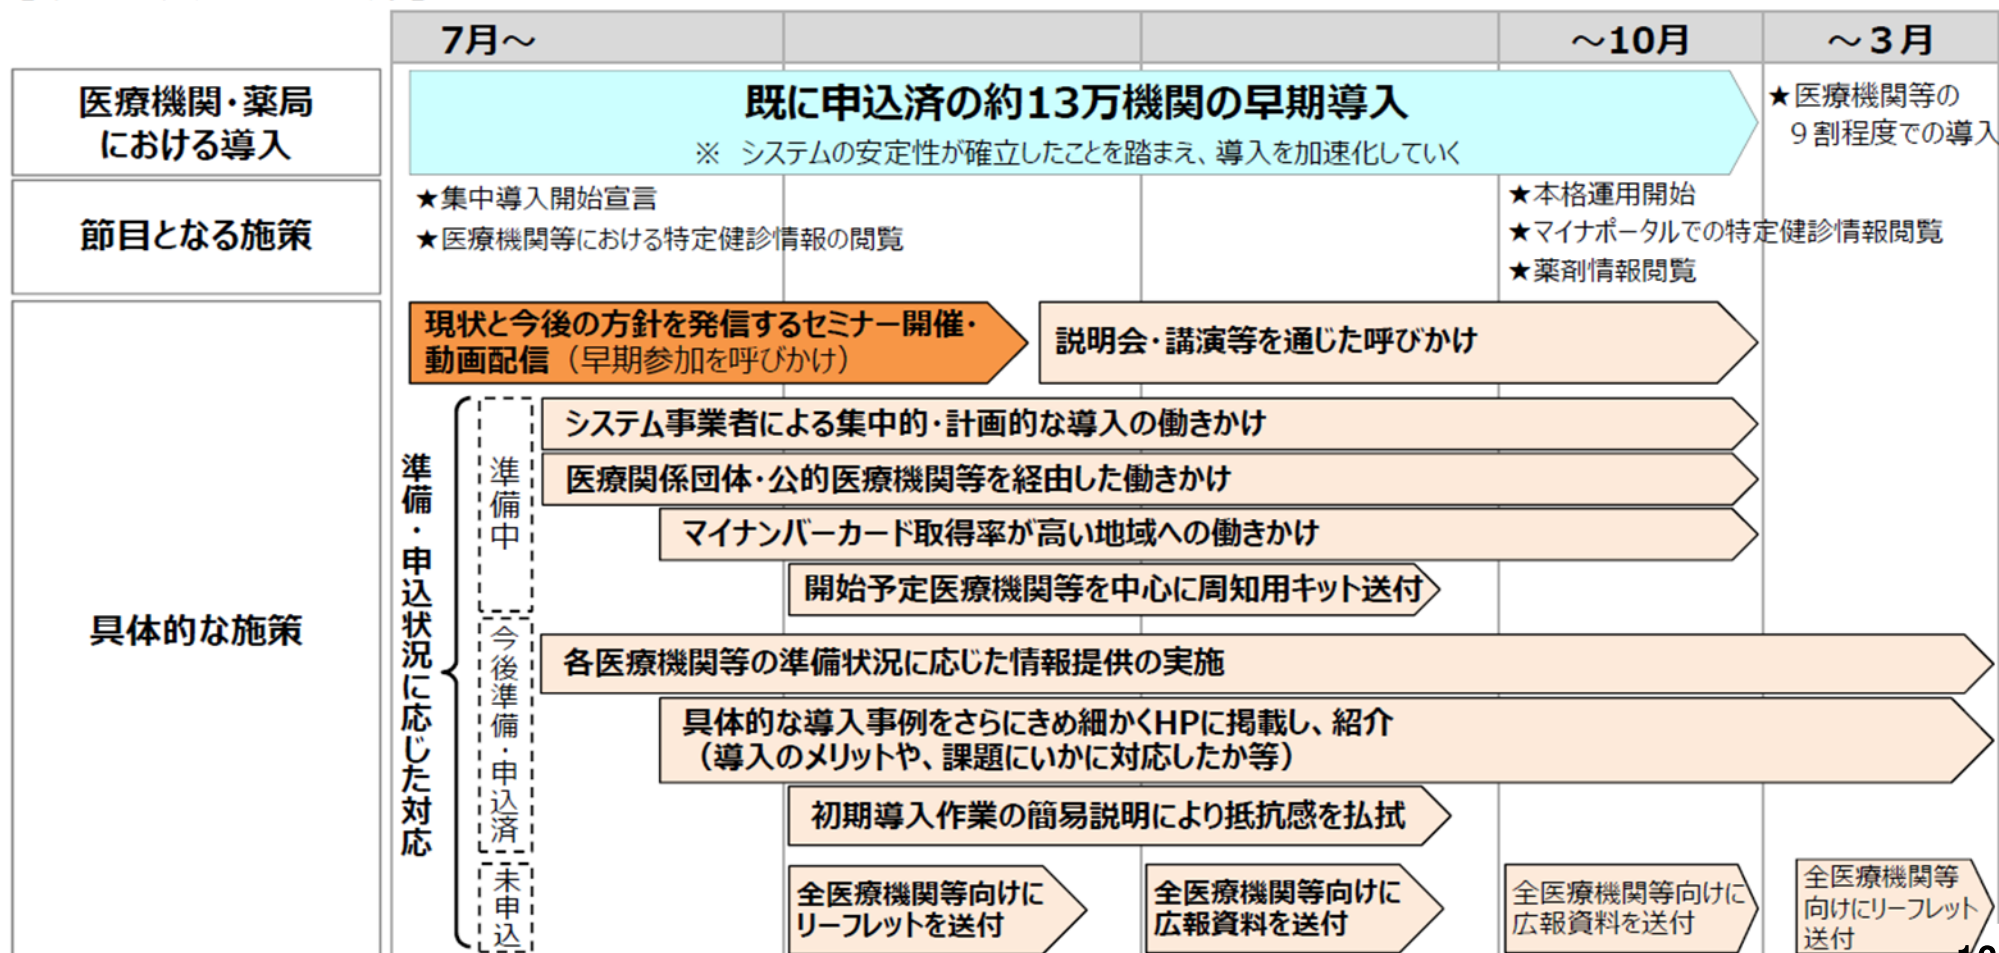 7月～
～10月
～３月
医療機関・薬局
における導入
既に申込済の約13万機関の早期導入
※　システムの安定性が確立したことを踏まえ、導入を加速化していく
★医療機関等の
９割程度での導入
節目となる施策
★集中導入開始宣言
★医療機関等における特定健診情報の閲覧
★本格運用開始
★マイナポータルでの特定健診情報閲覧
★薬剤情報閲覧
具体的な施策
現状と今後の方針を発信するセミナー開催・
動画配信（早期参加を呼びかけ）
説明会・講演等を通じた呼びかけ
準備・申込状況に応じた対応
準備中
システム事業者による集中的・計画的な導入の働きかけ
医療関係団体・公的医療機関等を経由した働きかけ
マイナンバーカード取得率が高い地域への働きかけ
開始予定医療機関等を中心に周知用キット送付
今後準備・申込済
各医療機関等の準備状況に応じた情報提供の実施
具体的な導入事例をさらにきめ細かくHPに掲載し、紹介
（導入のメリットや、課題にいかに対応したか等）
初期導入作業の簡易説明により抵抗感を払拭
未申込
全医療機関等向けに
リーフレットを送付
全医療機関等向けに
広報資料を送付
全医療機関等向けに
広報資料を送付
全医療機関等
向けにリーフレット
送付